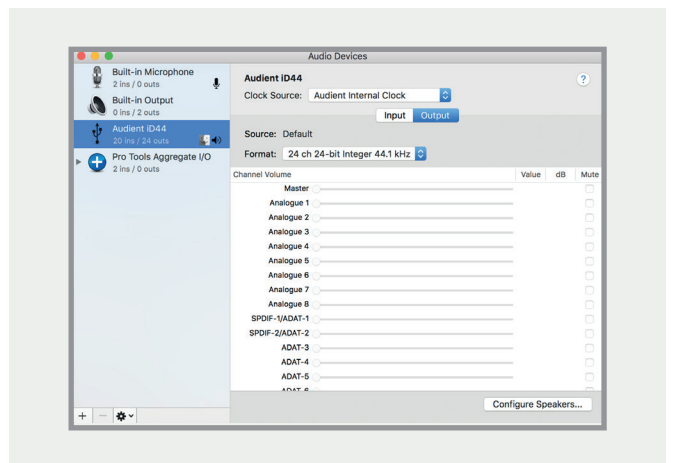 Audio Devices
Built-in Microphone
2 ins / 0 outs
Built-in Output
0 ins / 2 outs
Audient iD44
20 ins / 24 outs
Pro Tools Aggregate I/O
2 ins / 0 outs
Audient iD44
?
Clock Source: Audient Internal Clock
Input Output
Source: Default
Format: 24 ch 24-bit Integer 44.1 kHz
Channel Volume Value dB Mute
Master
Analogue 1
Analogue 2
Analogue 3
Analogue 4
Analogue 5
Analogue 6
Analogue 7
Analogue 8
SPDIF-1/ADAT-1
SPDIF-2/ADAT-2
ADAT-3
ADAT-4
ADAT-5
ADAT-6
Configure Speakers...